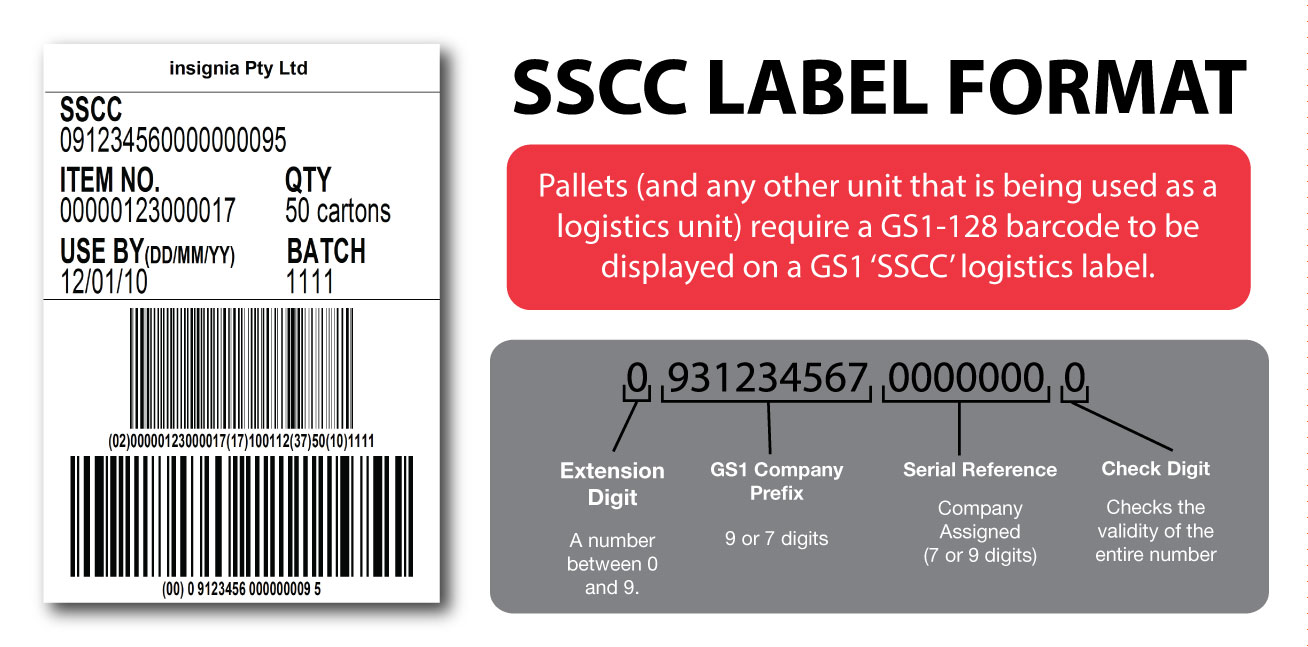 insignia Pty Ltd
SSCC
091234560000000095
ITEM NO. QTY
00000123000017 50 cartons
USE BY(DD/MM/YY) BATCH
12/01/10 1111
(02)00000123000017(17)100112(37)50(10)1111
(00) 0 9123456 000000009 5
SSCC LABEL FORMAT
Pallets (and any other unit that is being used as a
logistics unit) require a GS1-128 barcode to be
displayed on a GS1 ‘SSCC’ logistics label.
0 931234567 0000000 0
Extension
Digit
A number
between 0
and 9.
GS1 Company
Prefix
9 or 7 digits
Serial Reference
Company
Assigned
(7 or 9 digits)
Check Digit
Checks the
validity of the
entire number